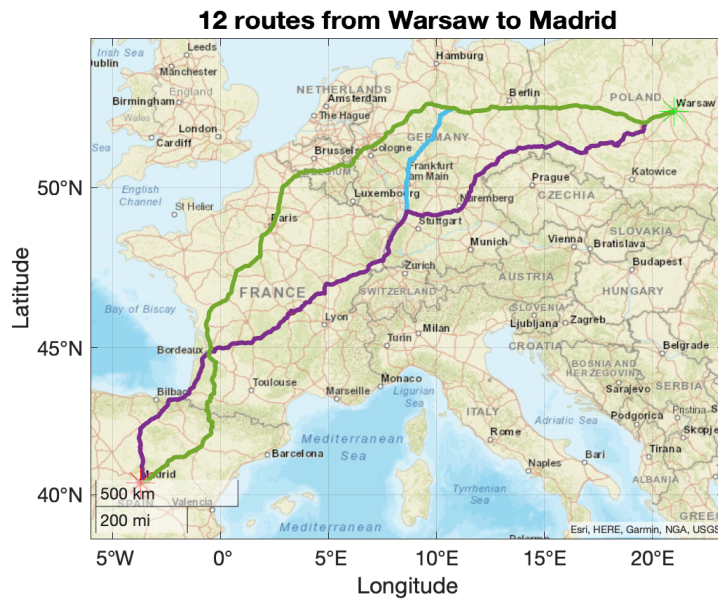 12 routes from Warsaw to Madrid
Irish Sea
Leeds
Dublin
Manchester
Hamburg
England
NETHERLANDS
Berlin
POLAND
Birmingham
Amsterdam
Warsaw
Wales
The Hague
London
Cardiff
GERMANY
Sea
Brussels
Cologne
BELGIUM
Frankfurt
am Main
Prague
Katowice
50°N
English
Channel
Luxembourg
CZECHIA
St Helier
Nuremberg
Paris
Stuttgart
SLOVAKIA
Munich
Vienna
Bratislava
Zurich
Budapest
AUSTRIA
FRANCE
SWITZERLAND
HUNGARY
Bay of Biscay
SLOVENIA
Lyon
Ljubljana
Zagreb
Milan
45°N
Bordeaux
Turin
CROATIA
Belgrade
BOSNIA AND
HERZEGOVINA
Toulouse
Monaco
SERBIA
Bilbao
Marseille
Ligurian
Sea
Sarajevo
ITALY
Podgorica
Pristina
Adriatic Sea
Skopje
Mediterranean
Sea
Rome
Barcelona
Tirana
Bari
Madrid
Naples
ALBANIA
40°N
500 km
Tyrrhenian
Sea
SPAIN
Valencia
200 mi
GREEC
Mediterranean
Esri, HERE, Garmin, NGA, USGS
Palermo
5°W
0°
5°E
10°E
15°E
20°E
Latitude
Longitude